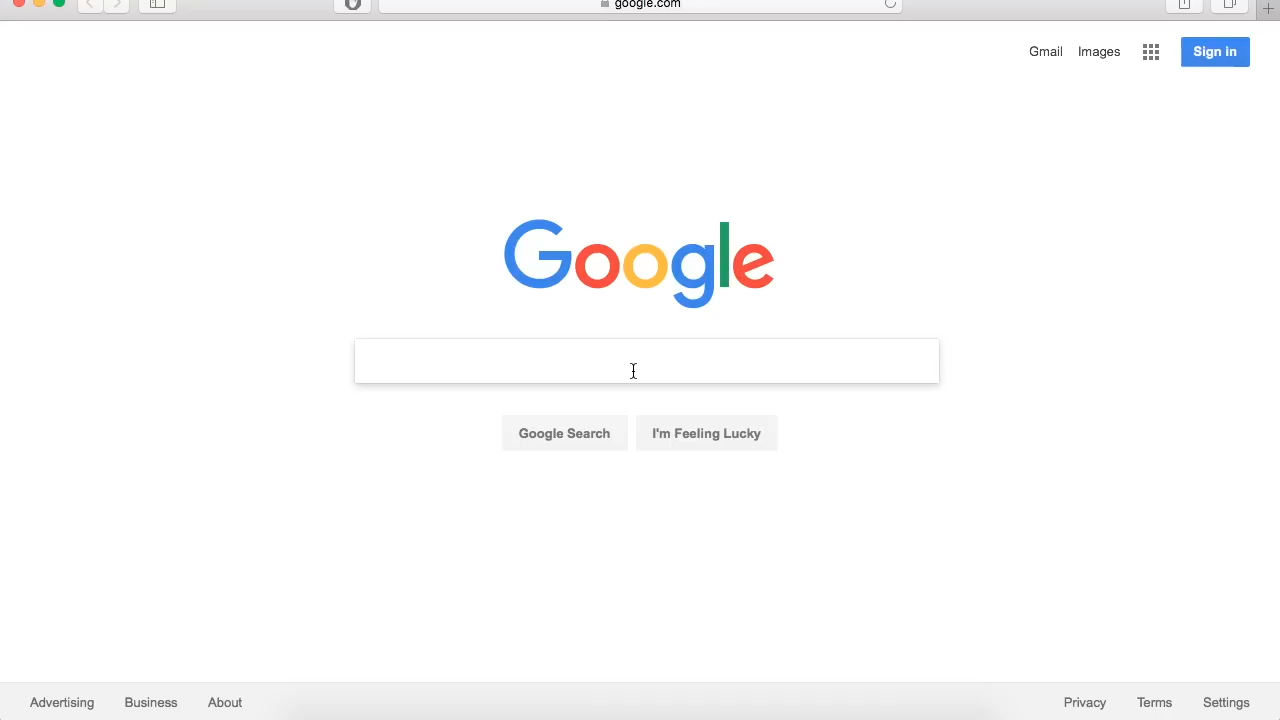 google.com
Gmail Images Sign in
Google
Google Search I'm Feeling Lucky
Advertising Business About Privacy Terms Settings